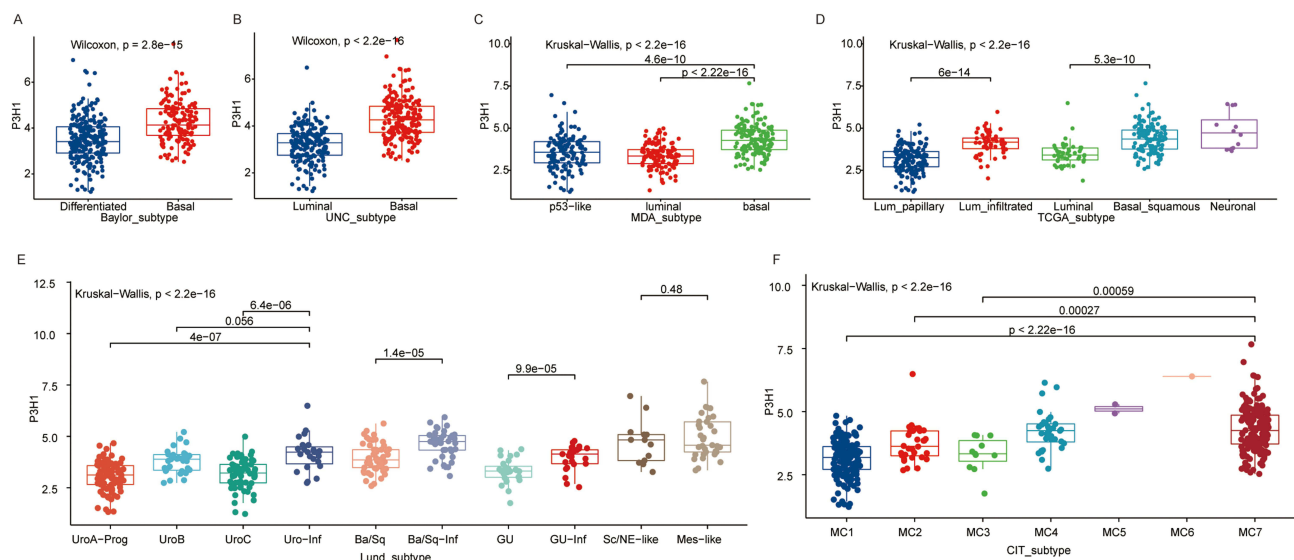 A
Wilcoxon, p = 2.8e−15
P3H1
6
4
2
Differentiated Basal
Baylor_subtype
B
Wilcoxon, p < 2.2e−16
P3H1
6
4
2
Luminal Basal
UNC_subtype
C
10.0
Kruskal−Wallis, p < 2.2e−16
4.6e−10
p < 2.22e−16
P3H1
7.5
5.0
2.5
p53−like luminal basal
MDA_subtype
D
10.0
Kruskal−Wallis, p < 2.2e−16
6e−14
5.3e−10
P3H1
7.5
5.0
2.5
Lum_papillary Lum_infiltrated Luminal Basal_squamous Neuronal
TCGA_subtype
E
12.5
Kruskal−Wallis, p < 2.2e−16
6.4e−06
0.056
4e−07
1.4e−05
9.9e−05
0.48
P3H1
10.0
7.5
5.0
2.5
UroA−Prog UroB UroC Uro−Inf Ba/Sq Ba/Sq−Inf GU GU−Inf Sc/NE−like Mes−like
Lund_subtype
F
10.0
Kruskal−Wallis, p < 2.2e−16
0.00059
0.00027
p < 2.22e−16
P3H1
7.5
5.0
2.5
MC1 MC2 MC3 MC4 MC5 MC6 MC7
CIT_subtype